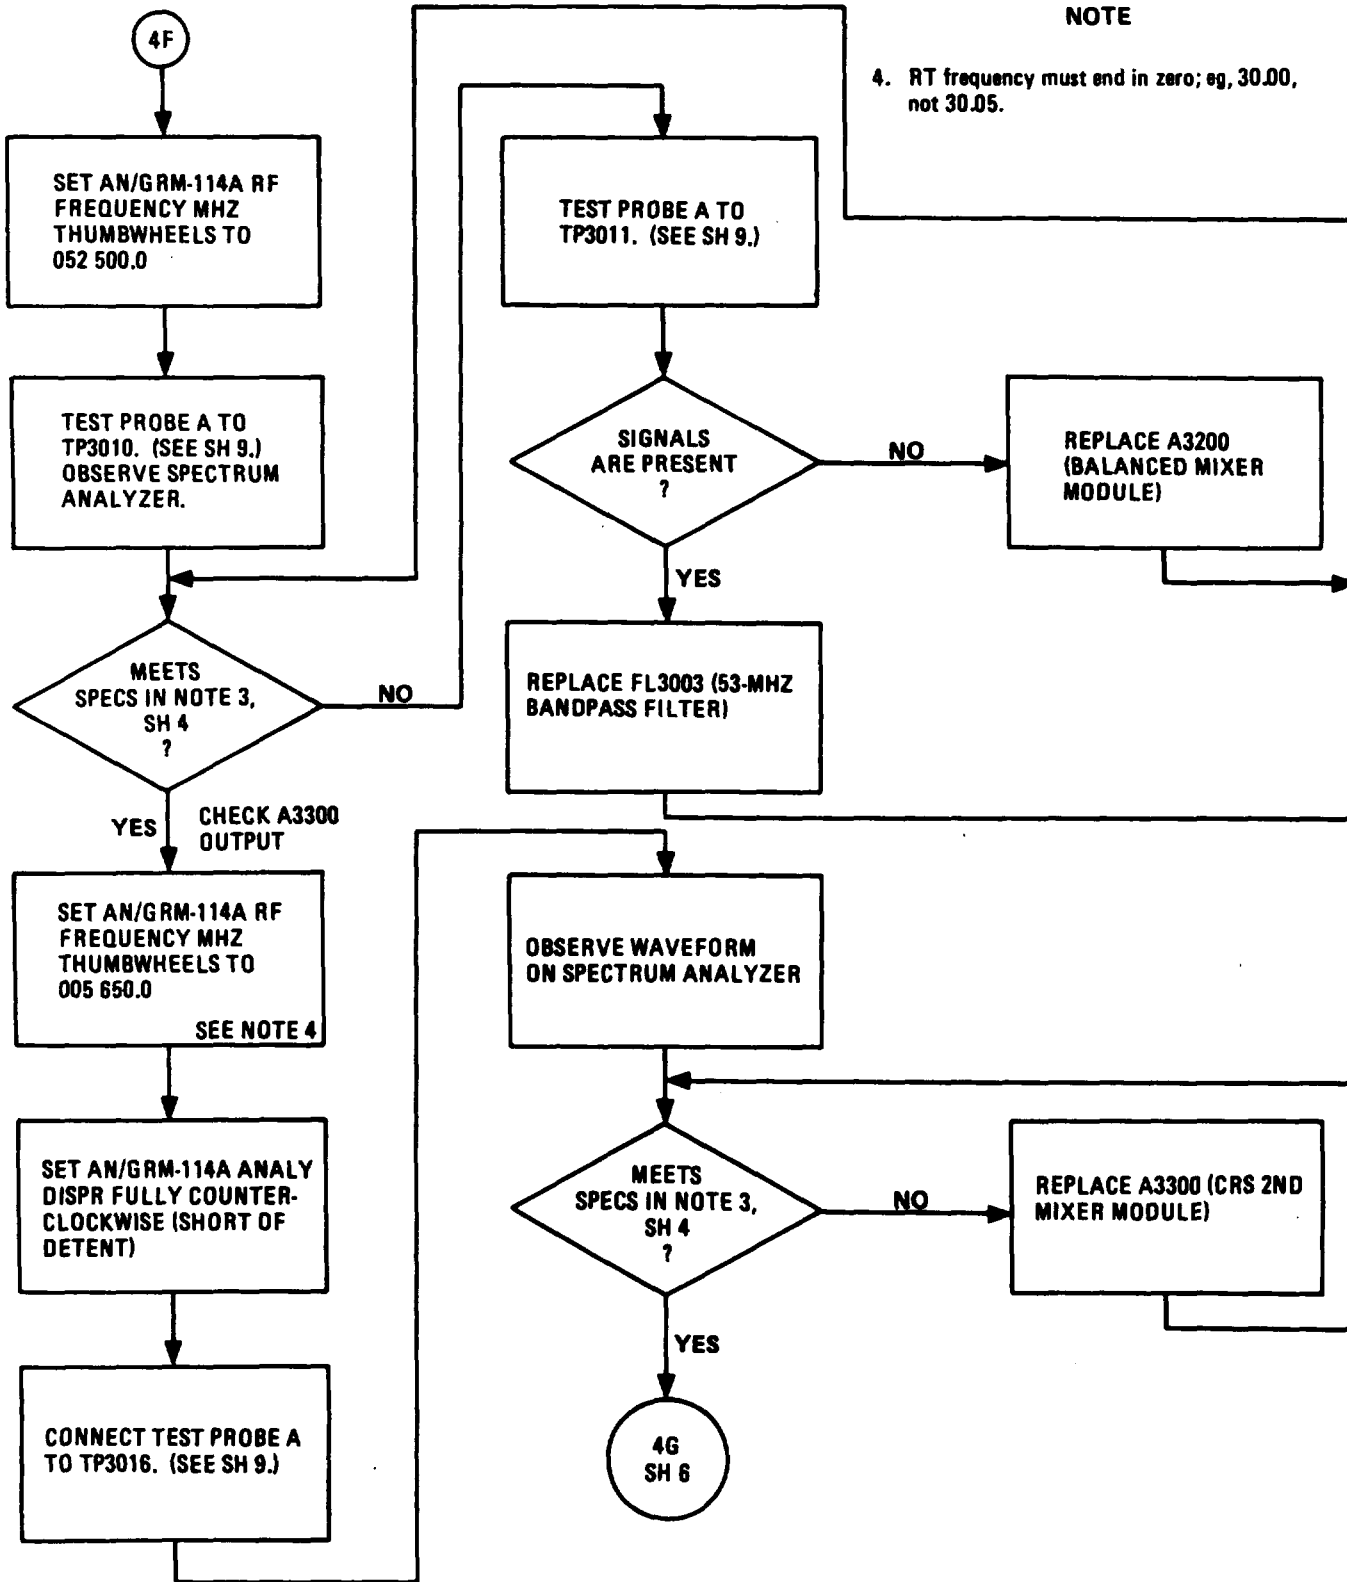 4F
SET AN/GRM-114A RF
FREQUENCY MHZ
THUMBWHEELS TO
052 500.0
TEST PROBE A TO
TP3010. (SEE SH 9.)
OBSERVE SPECTRUM
ANALYZER.
MEETS
SPECS IN NOTE 3,
SH 4
?
NO
YES
CHECK A3300
OUTPUT
SET AN/GRM-114A RF
FREQUENCY MHZ
THUMBWHEELS TO
005 650.0
SEE NOTE 4
SET AN/GRM-114A ANALY
DISPR FULLY COUNTER-
CLOCKWISE (SHORT OF
DETENT)
CONNECT TEST PROBE A
TO TP3016. (SEE SH 9.)
NOTE
4. RT frequency must end in zero; eg, 30.00,
not 30.05.
TEST PROBE A TO
TP3011. (SEE SH 9.)
SIGNALS
ARE PRESENT
?
NO
REPLACE A3200
(BALANCED MIXER
MODULE)
YES
REPLACE FL3003 (53-MHZ
BANDPASS FILTER)
OBSERVE WAVEFORM
ON SPECTRUM ANALYZER
MEETS
SPECS IN NOTE 3,
SH 4
?
NO
REPLACE A3300 (CRS 2ND
MIXER MODULE)
YES
4G
SH 6